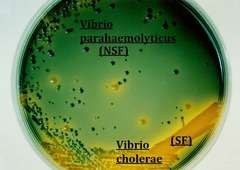 Vibrio
parahaemolyticus
(NSF)
Vibrio (SF)
cholerae